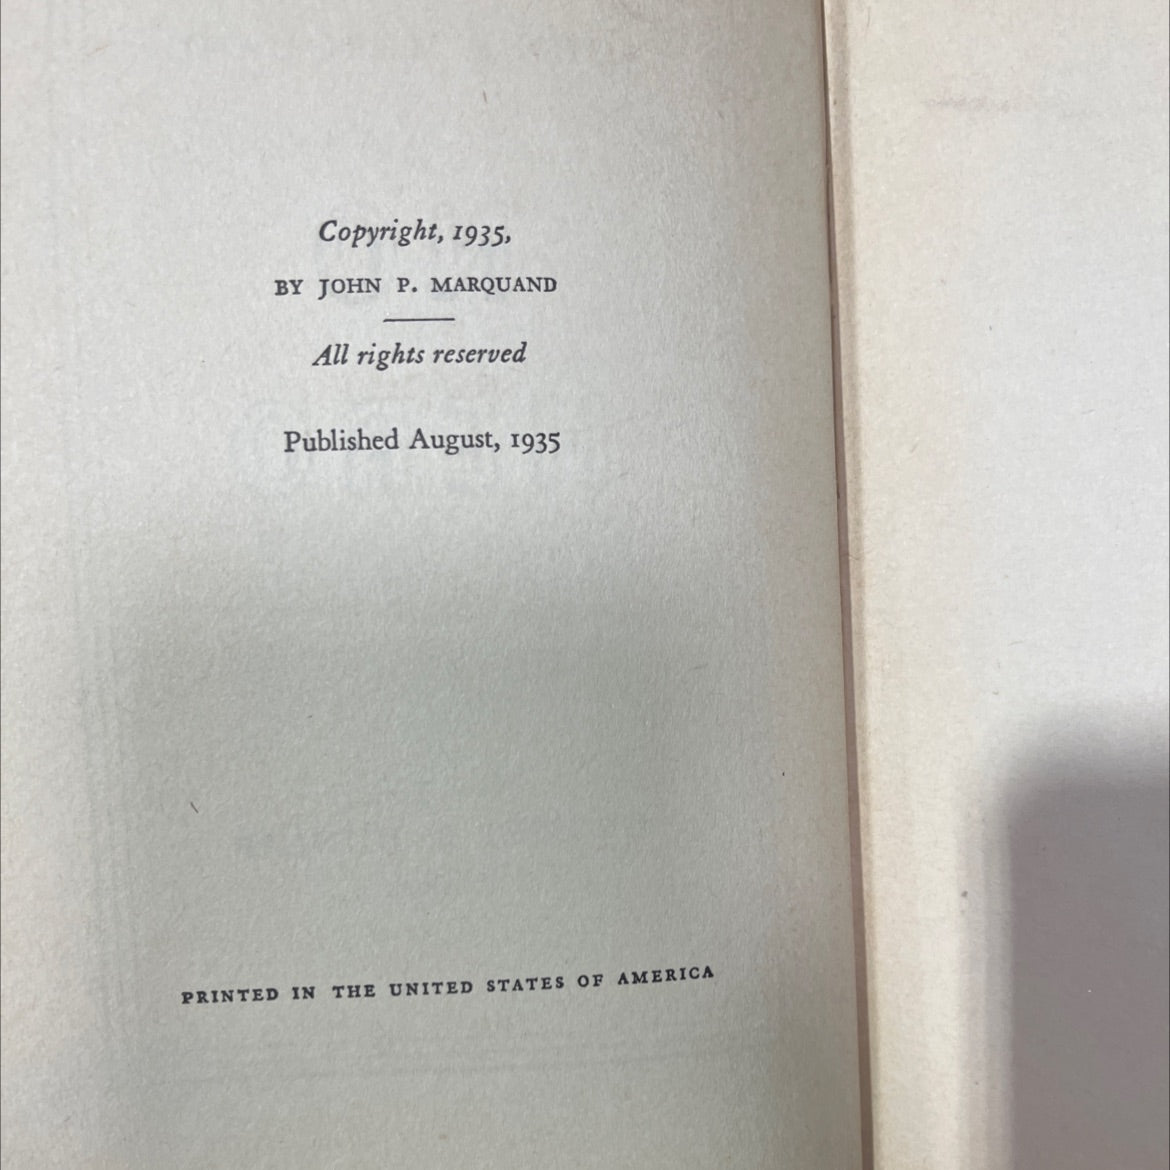 Copyright, 1935,
BY JOHN P. MARQUAND
All rights reserved
Published August, 1935
PRINTED IN THE UNITED STATES OF AMERICA